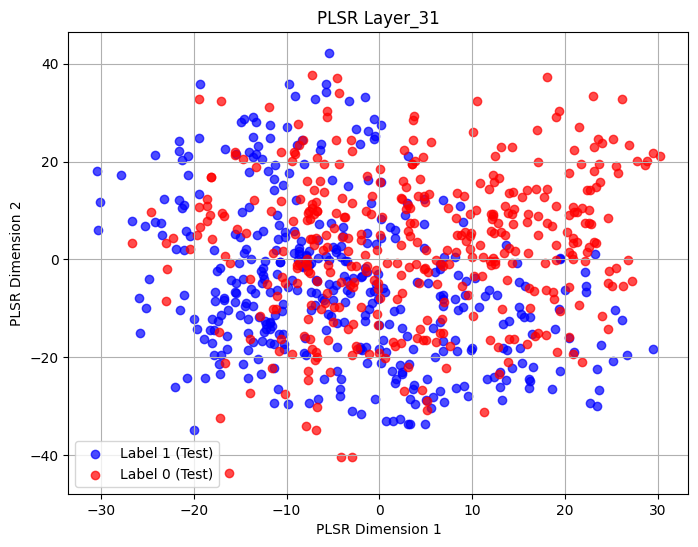 PLSR Layer_31
PLSR Dimension 2
40
20
0
−20
−40
Label 1 (Test)
Label 0 (Test)
−30 −20 −10 0 10 20 30
PLSR Dimension 1